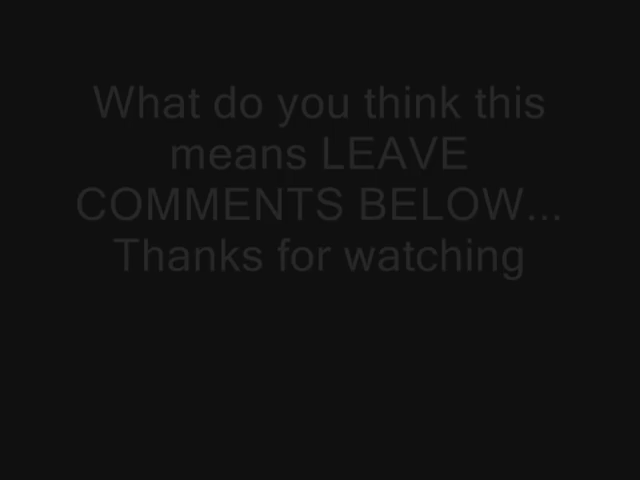 What do you think this
means LEAVE
COMMENTS BELOW...
Thanks for watching